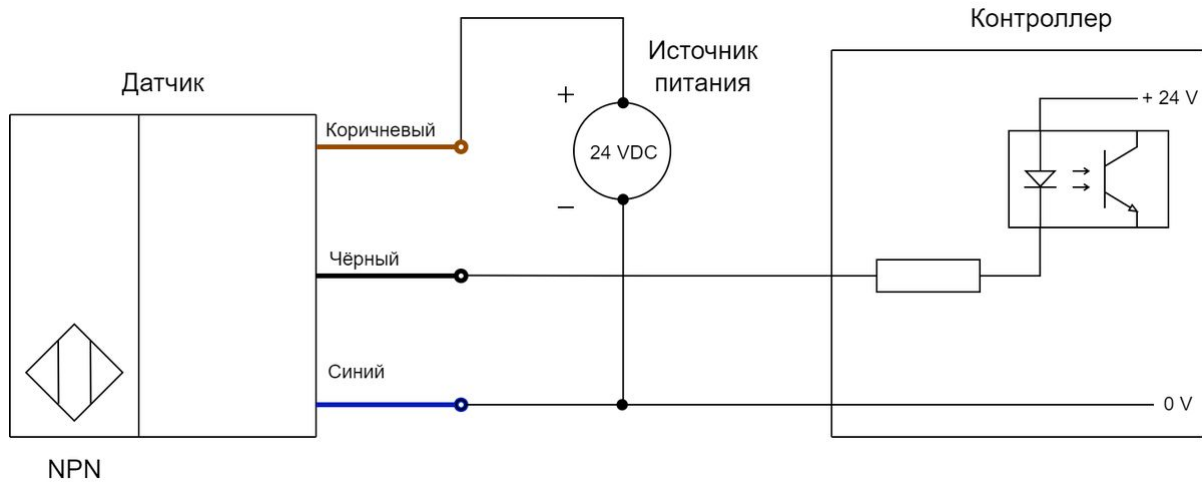 Контроллер
Источник
питания
Датчик
+
+ 24 V
Коричневый
24 VDC
–
Чёрный
Синий
0 V
NPN